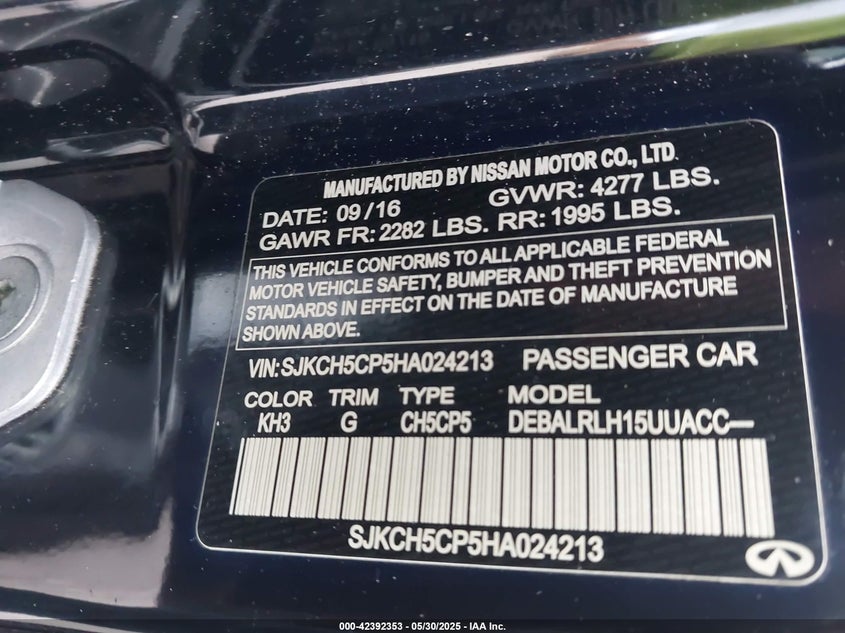 MANUFACTURED BY NISSAN MOTOR CO., LTD.
DATE: 09/16 GVWR: 4277 LBS.
GAWR FR: 2282 LBS. RR: 1995 LBS.
THIS VEHICLE CONFORMS TO ALL APPLICABLE FEDERAL
MOTOR VEHICLE SAFETY, BUMPER AND THEFT PREVENTION
STANDARDS IN EFFECT ON THE DATE OF MANUFACTURE
SHOWN ABOVE.
VIN: SJKCH5CP5HA024213 PASSENGER CAR
COLOR TRIM TYPE MODEL
KH3 G CH5CP5 DEBALRLH15UUACC—
SJKCH5CP5HA024213
000-42392353 — 05/30/2025 - IAA Inc.